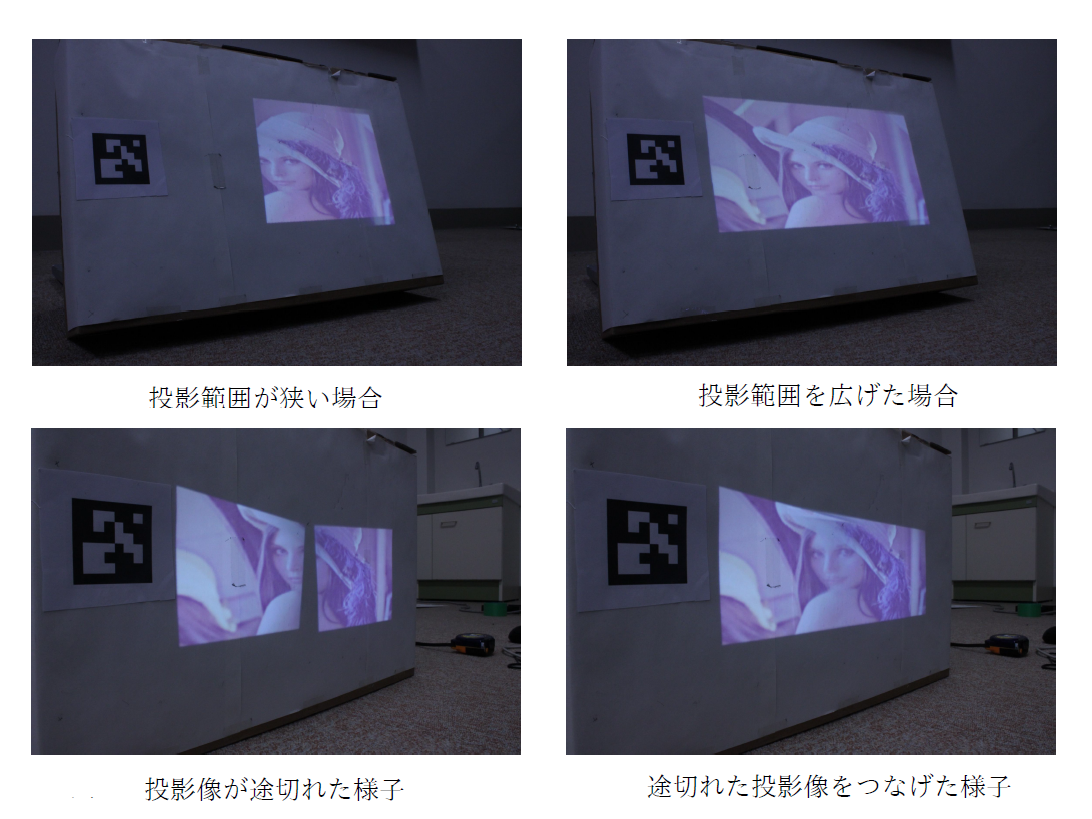 投影範囲が狭い場合
投影範囲を広げた場合
投影像が途切れた様子
途切れた投影像をつなげた様子